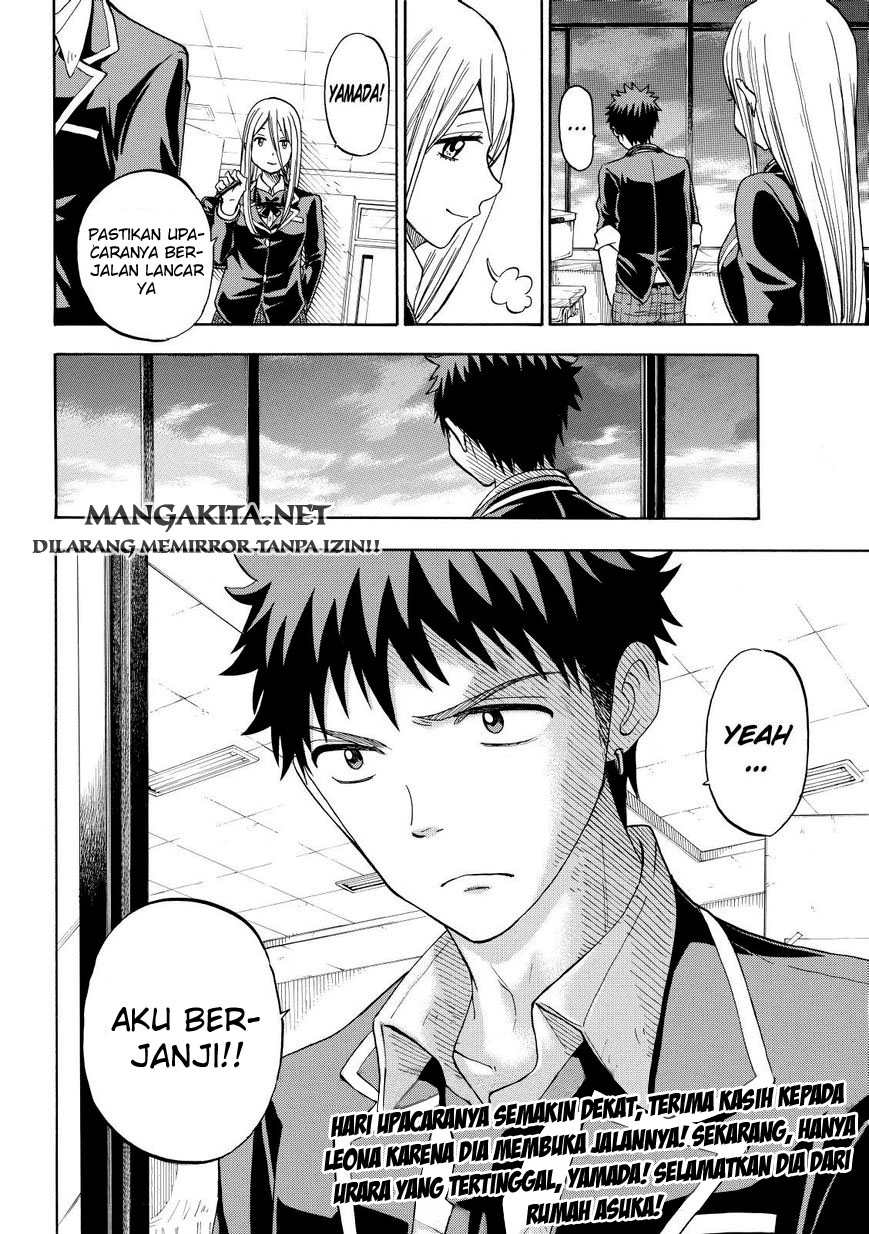 ...
YAMADA!
PASTIKAN UPA-
CARANYA BER-
JALAN LANCAR
YA
MANGAKITA.NET
DILARANG MEMIRROR TANPA IZIN!!
YEAH
...
AKU BER-
JANJI!!
HARI UPACARANYA SEMAKIN DEKAT, TERIMA KASIH KEPADA
LEONA KARENA DIA MEMBUKA JALANNYA! SEKARANG, HANYA
URARA YANG TERTINGGAL, YAMADA! SELAMATKAN DIA DARI
RUMAH ASUKA!